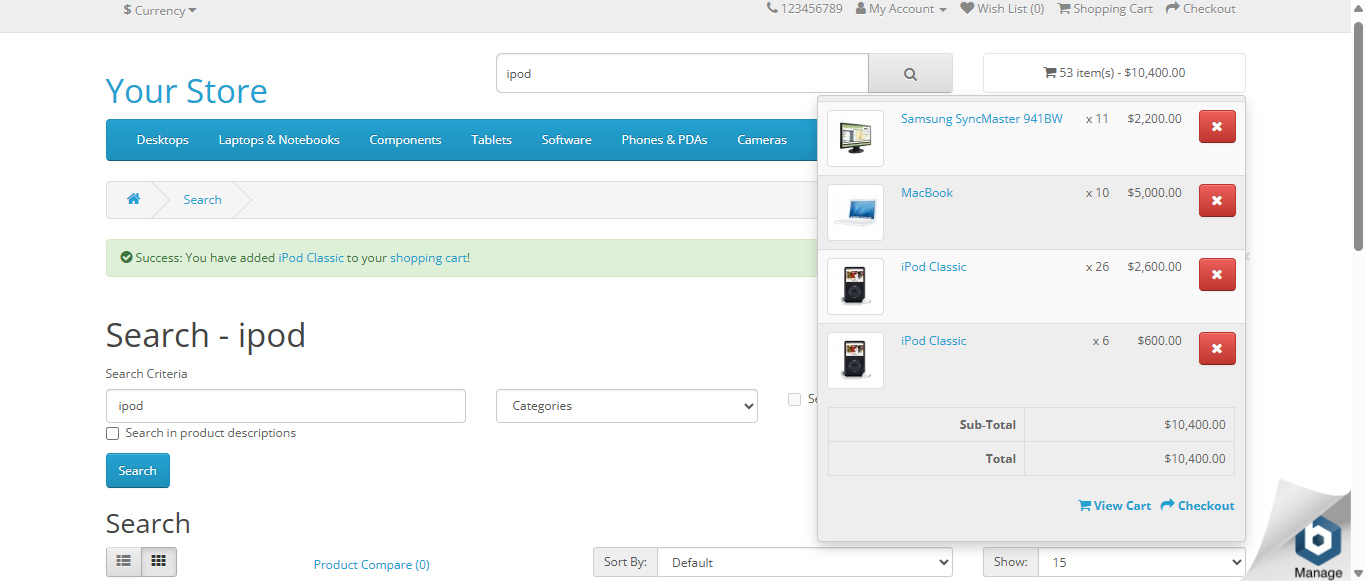 $ Currency
123456789 My Account Wish List (0) Shopping Cart Checkout
Your Store
ipod
53 item(s) - $10,400.00
Desktops Laptops & Notebooks Components Tablets Software Phones & PDAs Cameras
Samsung SyncMaster 941BW x 11 $2,200.00
MacBook x 10 $5,000.00
iPod Classic x 26 $2,600.00
iPod Classic x 6 $600.00
Sub-Total $10,400.00
Total $10,400.00
View Cart Checkout
Search
Success: You have added iPod Classic to your shopping cart!
Search - ipod
Search Criteria
ipod
Categories
Search in product descriptions
Search
Search
Product Compare (0)
Sort By: Default
Show: 15
Manage